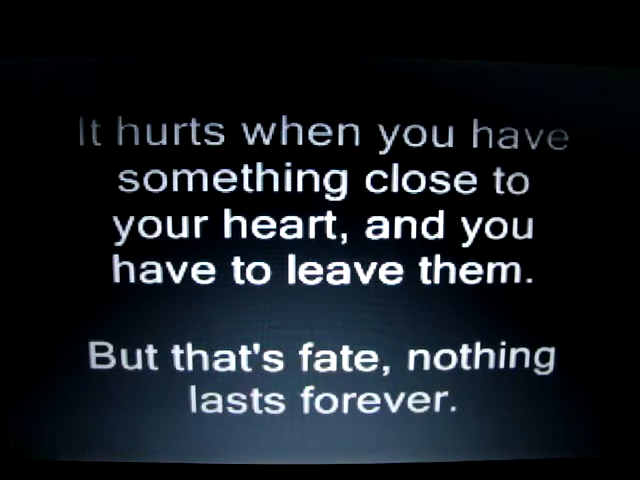 It hurts when you have
something close to
your heart, and you
have to leave them.
But that's fate, nothing
lasts forever.